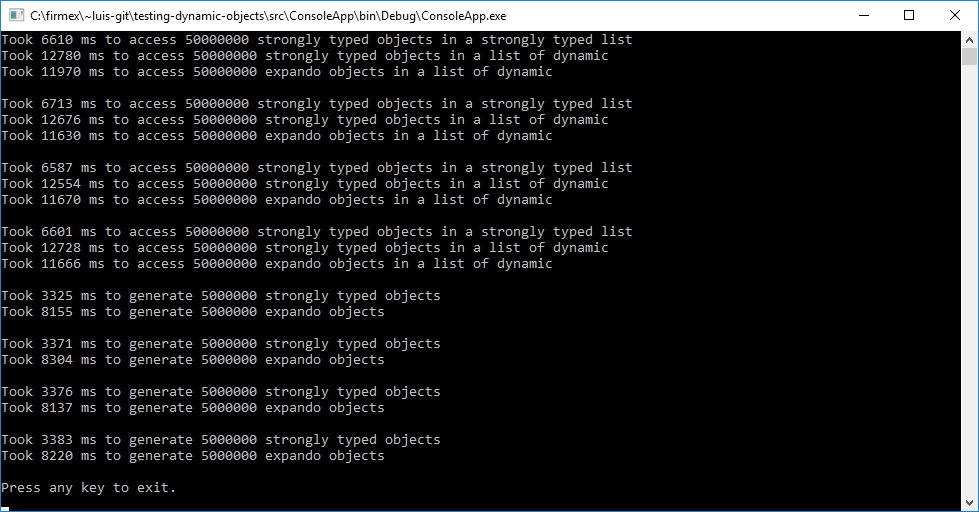 C:\firmex\~luis-git\testing-dynamic-objects\src\ConsoleApp\bin\Debug\ConsoleApp.exe
Took 6610 ms to access 50000000 strongly typed objects in a strongly typed list
Took 12780 ms to access 50000000 strongly typed objects in a list of dynamic
Took 11970 ms to access 50000000 expando objects in a list of dynamic
Took 6713 ms to access 50000000 strongly typed objects in a strongly typed list
Took 12676 ms to access 50000000 strongly typed objects in a list of dynamic
Took 11630 ms to access 50000000 expando objects in a list of dynamic
Took 6587 ms to access 50000000 strongly typed objects in a strongly typed list
Took 12554 ms to access 50000000 strongly typed objects in a list of dynamic
Took 11670 ms to access 50000000 expando objects in a list of dynamic
Took 6601 ms to access 50000000 strongly typed objects in a strongly typed list
Took 12728 ms to access 50000000 strongly typed objects in a list of dynamic
Took 11666 ms to access 50000000 expando objects in a list of dynamic
Took 3325 ms to generate 5000000 strongly typed objects
Took 8155 ms to generate 5000000 expando objects
Took 3371 ms to generate 5000000 strongly typed objects
Took 8304 ms to generate 5000000 expando objects
Took 3376 ms to generate 5000000 strongly typed objects
Took 8137 ms to generate 5000000 expando objects
Took 3383 ms to generate 5000000 strongly typed objects
Took 8220 ms to generate 5000000 expando objects
Press any key to exit.